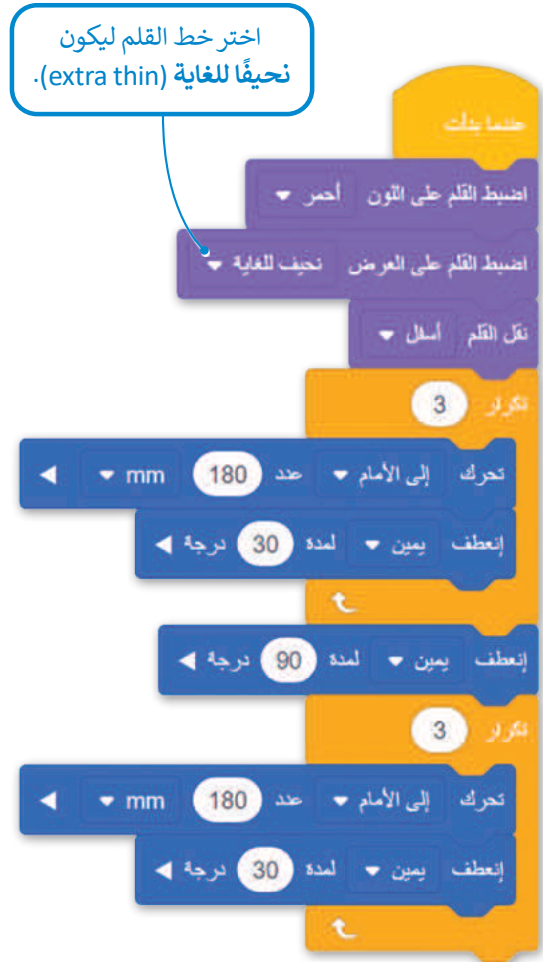 اختر خط القلم ليكون
نحيفًا للغاية (extra thin).
عندما بدأت
اضبط القلم على اللون أحمر
اضبط القلم على العرض نحيف للغاية
نقل القلم أسفل
تكرار 3
تحرك إلى الأمام عدد 180 mm
إنعطف يمين لمدة 30 درجة
إنعطف يمين لمدة 90 درجة
تكرار 3
تحرك إلى الأمام عدد 180 mm
إنعطف يمين لمدة 30 درجة